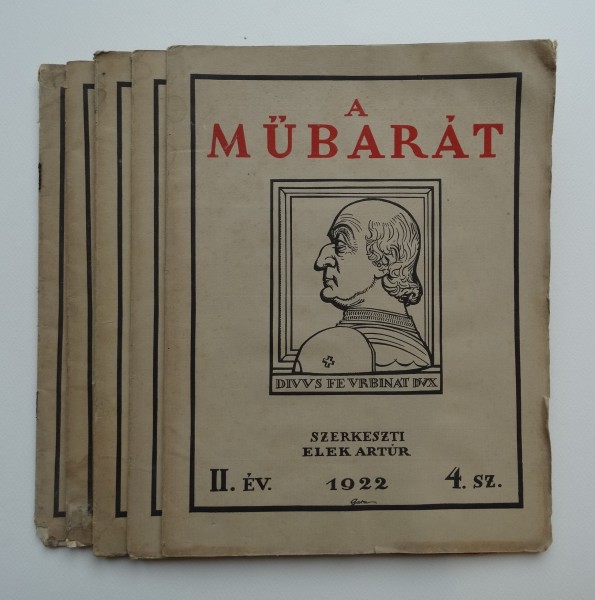 A
MŰBARÁT
DIVVS FE VRBINAT DVX
SZERKESZTI
ELEK ARTÚR
II. ÉV. 1922 4. SZ.